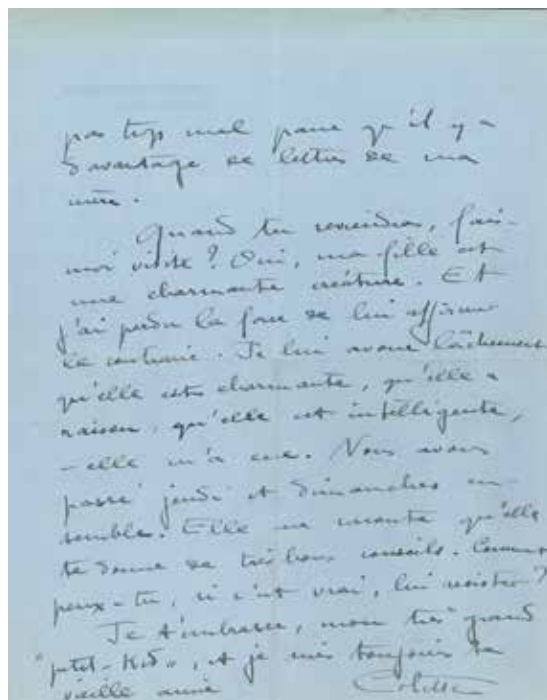 pas trop mal parce qu'il y a
davantage de lettres de ma
mère.
Quand tu reviendras, fais-
moi visite ? Oui, ma fille est
une charmante créature. Et
j'ai perdu la force de lui affirmer
le contraire. Je lui avoue lâchement
qu'elle est charmante, qu'elle a
raison, qu'elle est intelligente,
– elle m'a eue. Nous avons
passé jeudi et dimanche en-
semble. Elle me raconte qu'elle
te donne de très bons conseils. Comment
peux-tu, si c'est vrai, lui résister ?
Je t'embrasse, mon très grand
"petit-Kid", et je suis toujours ta
vieille amie
Colette